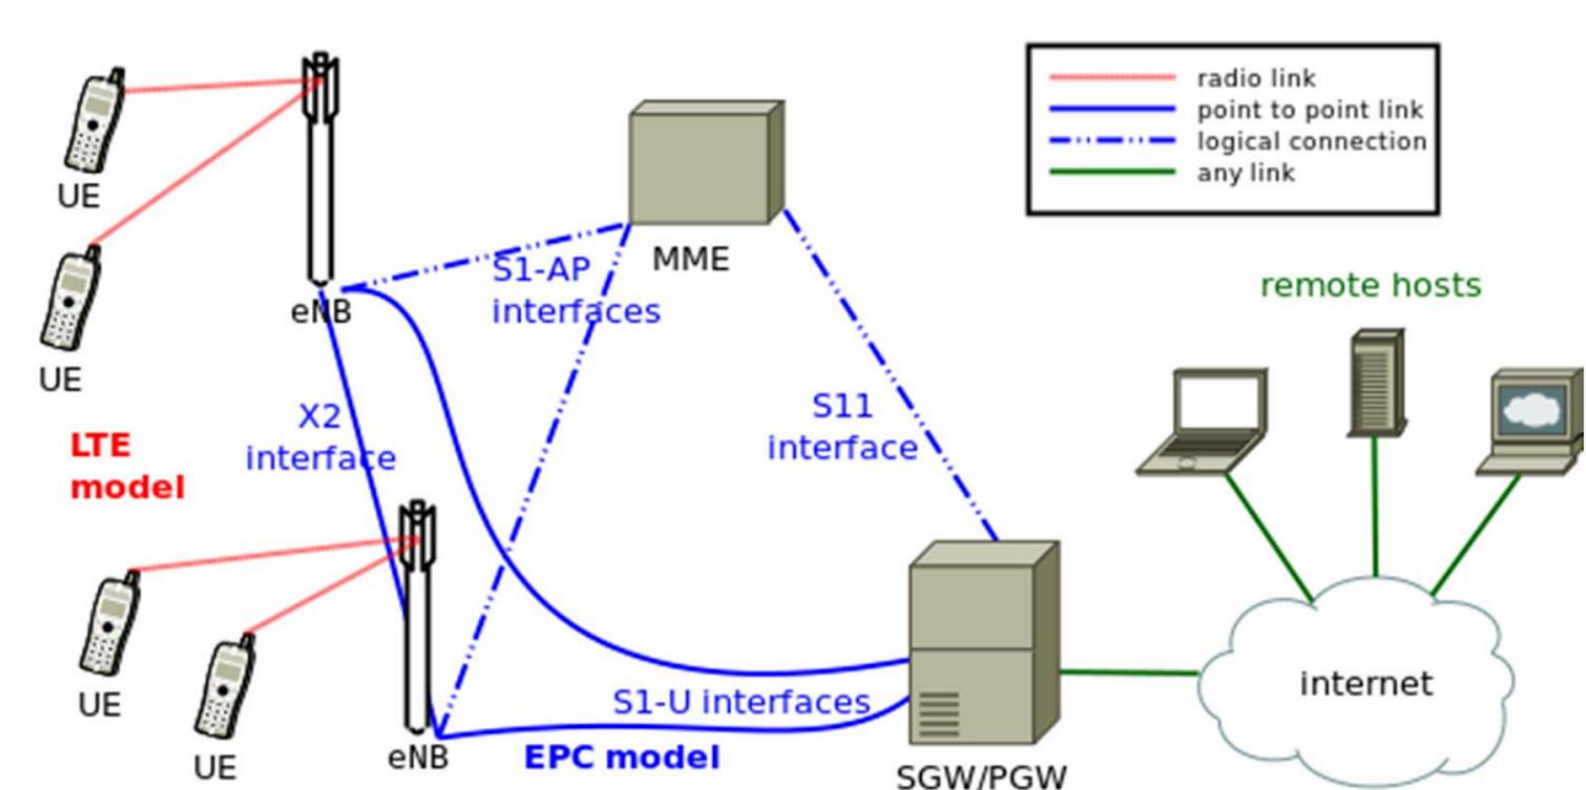 radio link
point to point link
logical connection
any link
UE
MME
S1-AP
interfaces
eNB
remote hosts
UE
X2
interface
S11
interface
LTE
model
S1-U interfaces
UE
UE
eNB
EPC model
SGW/PGW
internet